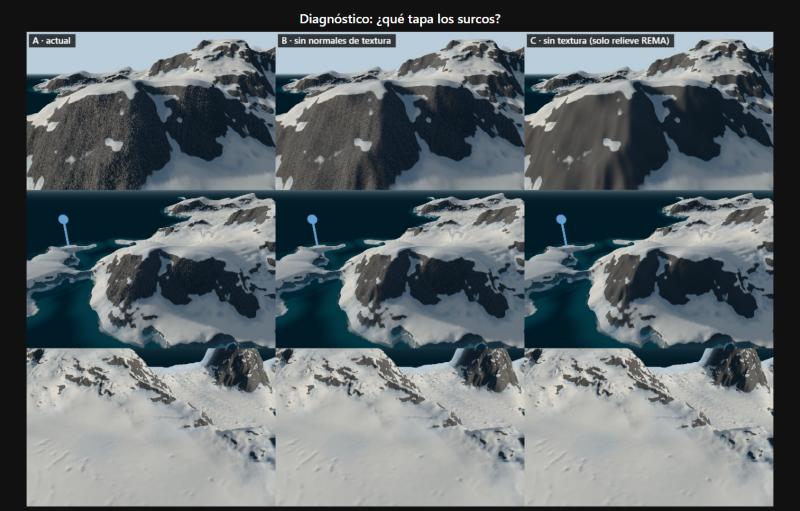 Diagnóstico: ¿qué tapa los surcos?
A · actual
B · sin normales de textura
C · sin textura (solo relieve REMA)